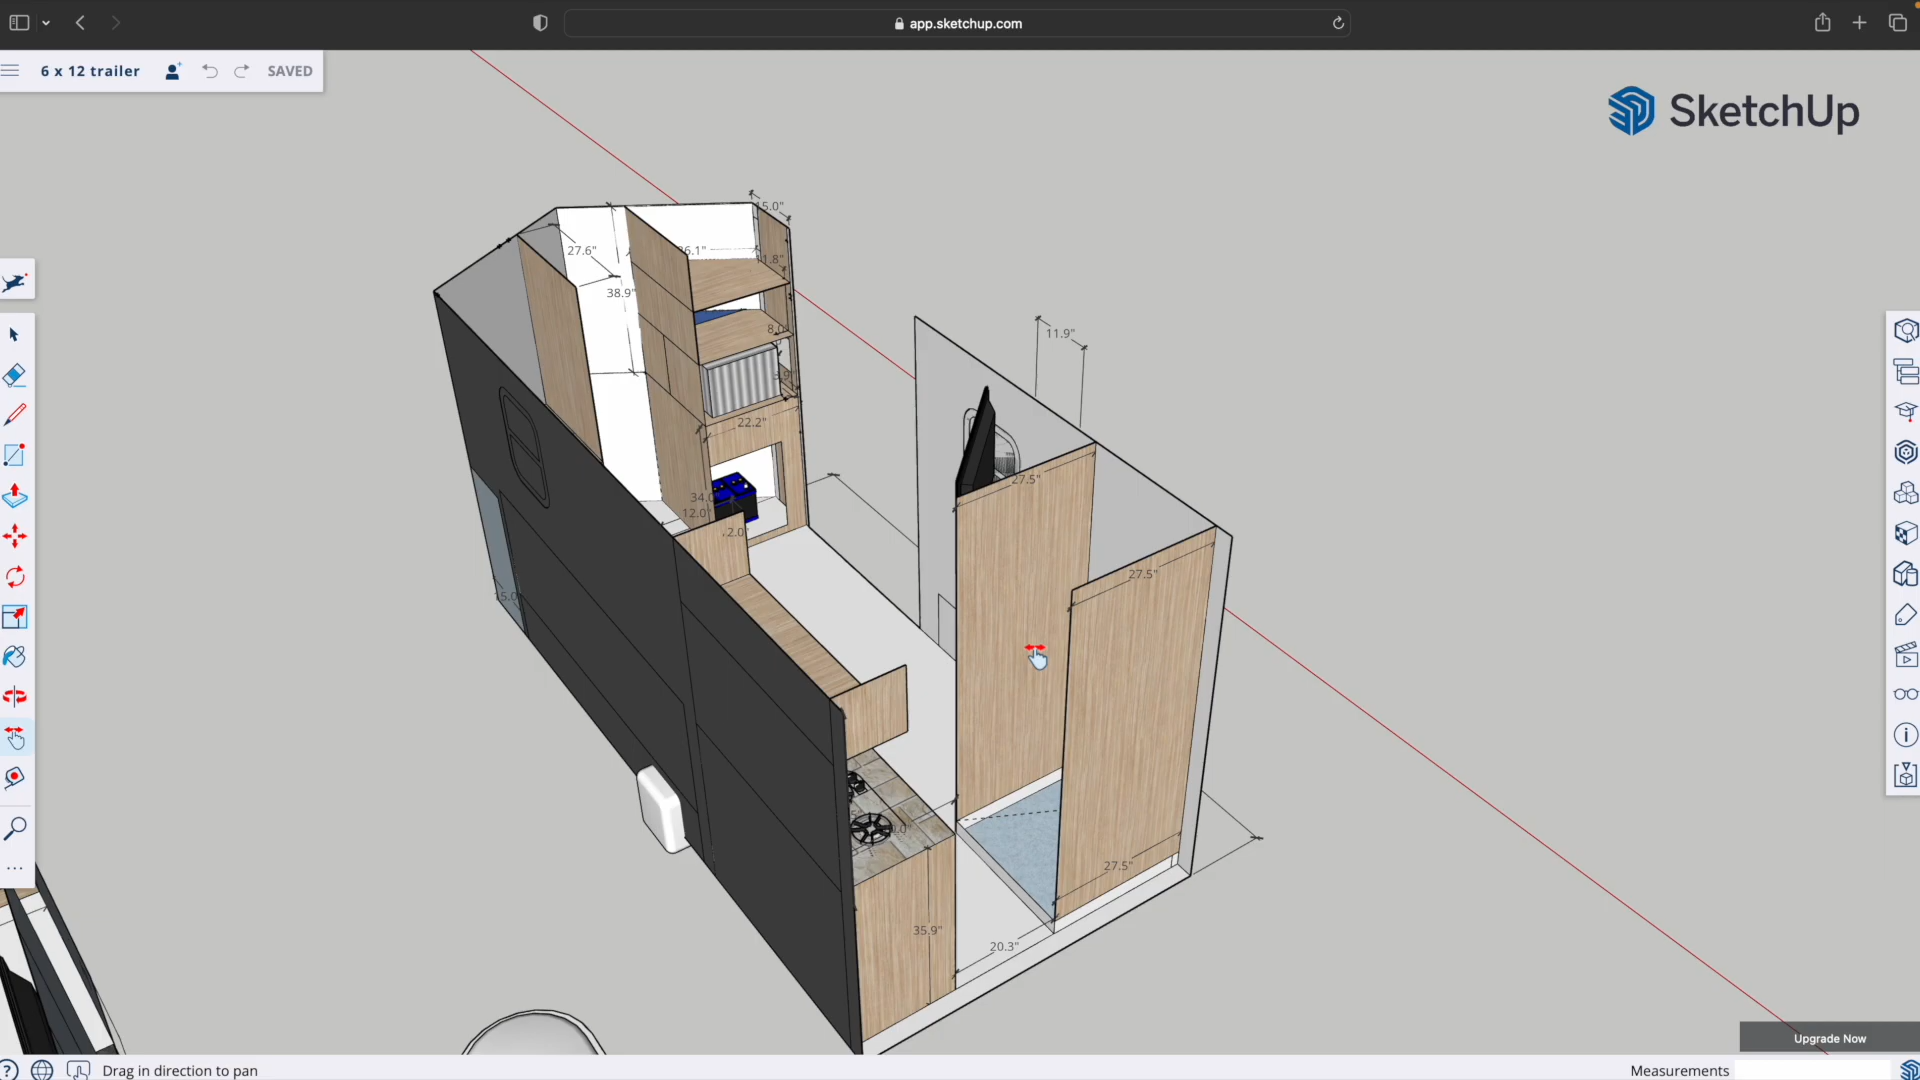 app.sketchup.com
6 x 12 trailer
SAVED
SketchUp
15.0"
27.6"
11.8"
38.9"
11.9"
8.0"
22.2"
27.5"
34.0"
12.0"
27.5"
27.5"
35.9"
20.3"
Upgrade Now
Drag in direction to pan
Measurements